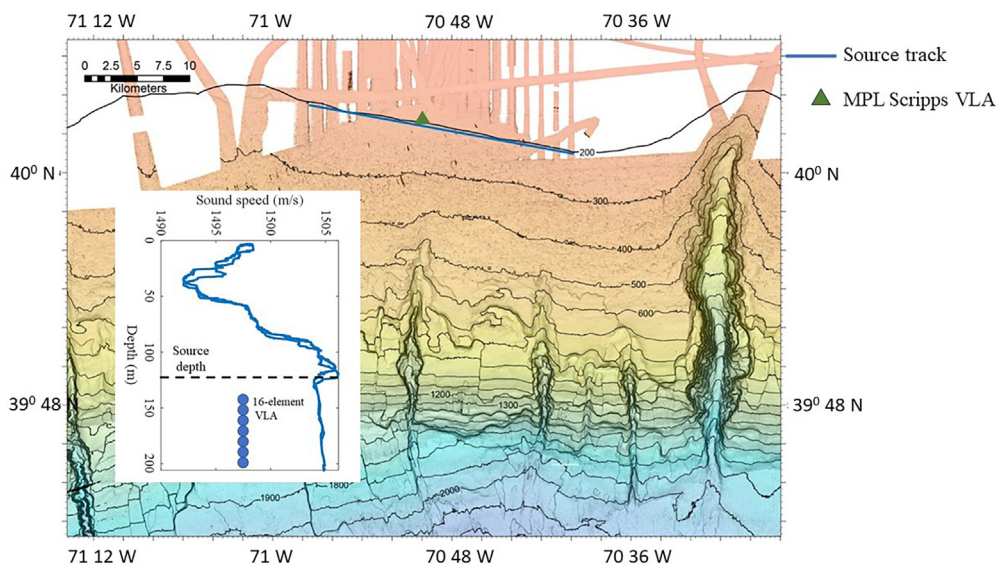 71 12 W
71 W
70 48 W
70 36 W
0 2.5 5 7.5 10
Kilometers
Source track
MPL Scripps VLA
200
40⁰ N
40⁰ N
300
400
500
600
Sound speed (m/s)
1490
1495
1500
1505
0
50
100
150
200
Depth (m)
Source
depth
16-element
VLA
1200
1300
39 48 N
39 48 N
1800
1900
2000
71 12 W
71 W
70 48 W
70 36 W